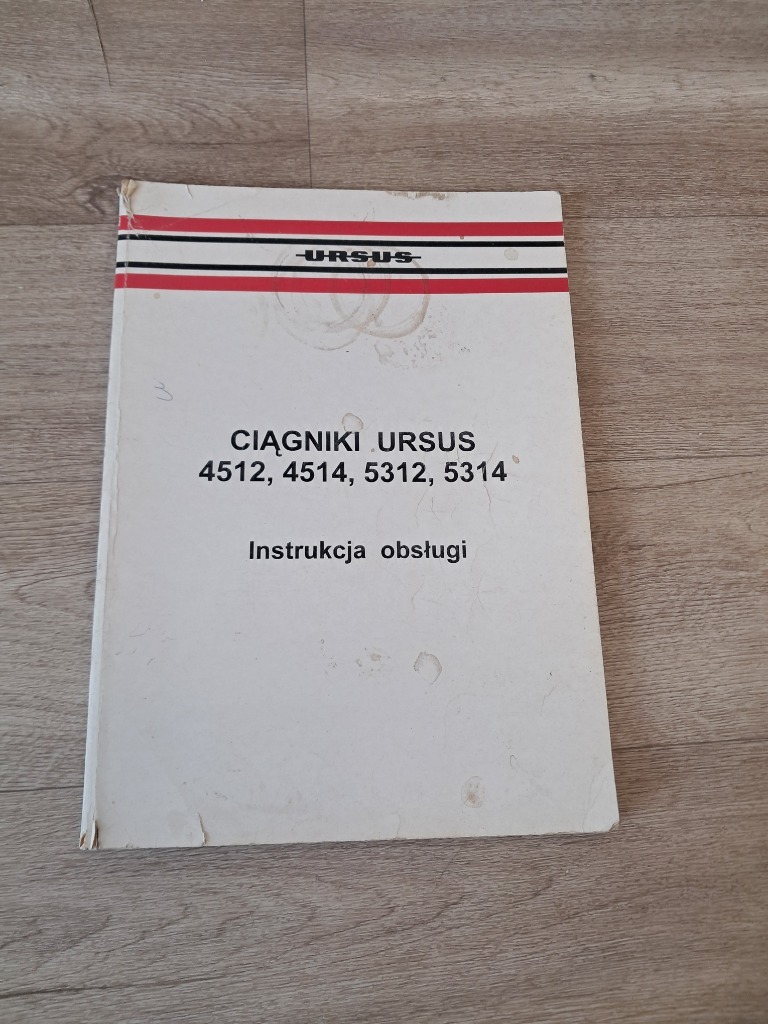 URSUS
CIĄGNIKI URSUS
4512, 4514, 5312, 5314
Instrukcja obsługi